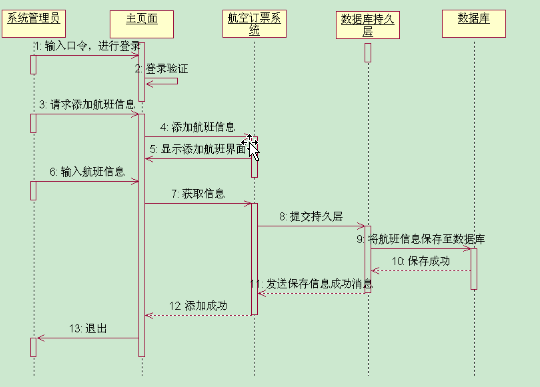 系统管理员
主页面
航空订票系
统
数据库持久
层
数据库
1: 输入口令，进行登录
2: 登录验证
3: 请求添加航班信息
4: 添加航班信息
5: 显示添加航班界面
6: 输入航班信息
7: 获取信息
8: 提交持久层
9: 将航班信息保存至数据库
10: 保存成功
11: 发送保存信息成功消息
12: 添加成功
13: 退出